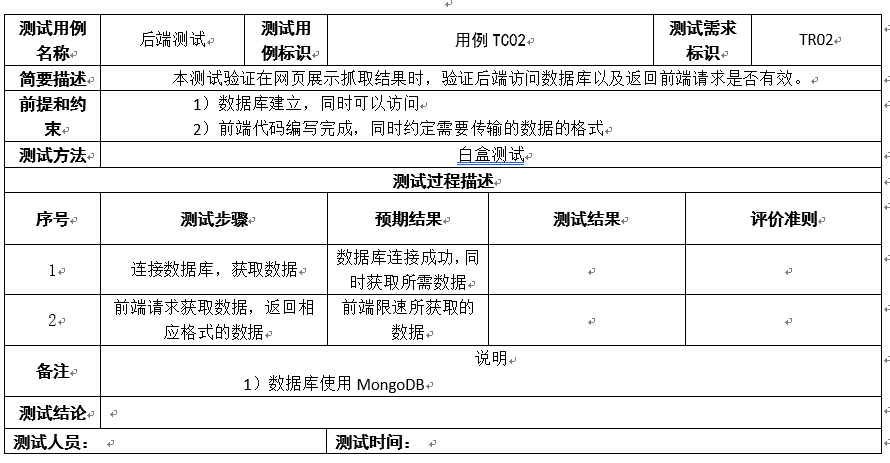 测试用例名称 后端测试 测试用例标识 用例TC02 测试需求标识 TR02
简要描述 本测试验证在网页展示抓取结果时，验证后端访问数据库以及返回前端请求是否有效。
前提和约束 1）数据库建立，同时可以访问
2）前端代码编写完成，同时约定需要传输的数据的格式
测试方法 白盒测试
测试过程描述
序号 测试步骤 预期结果 测试结果 评价准则
1 连接数据库，获取数据 数据库连接成功，同时获取所需数据
2 前端请求获取数据，返回相应格式的数据 前端限速所获取的数据
备注 说明
1）数据库使用MongoDB
测试结论
测试人员： 测试时间：